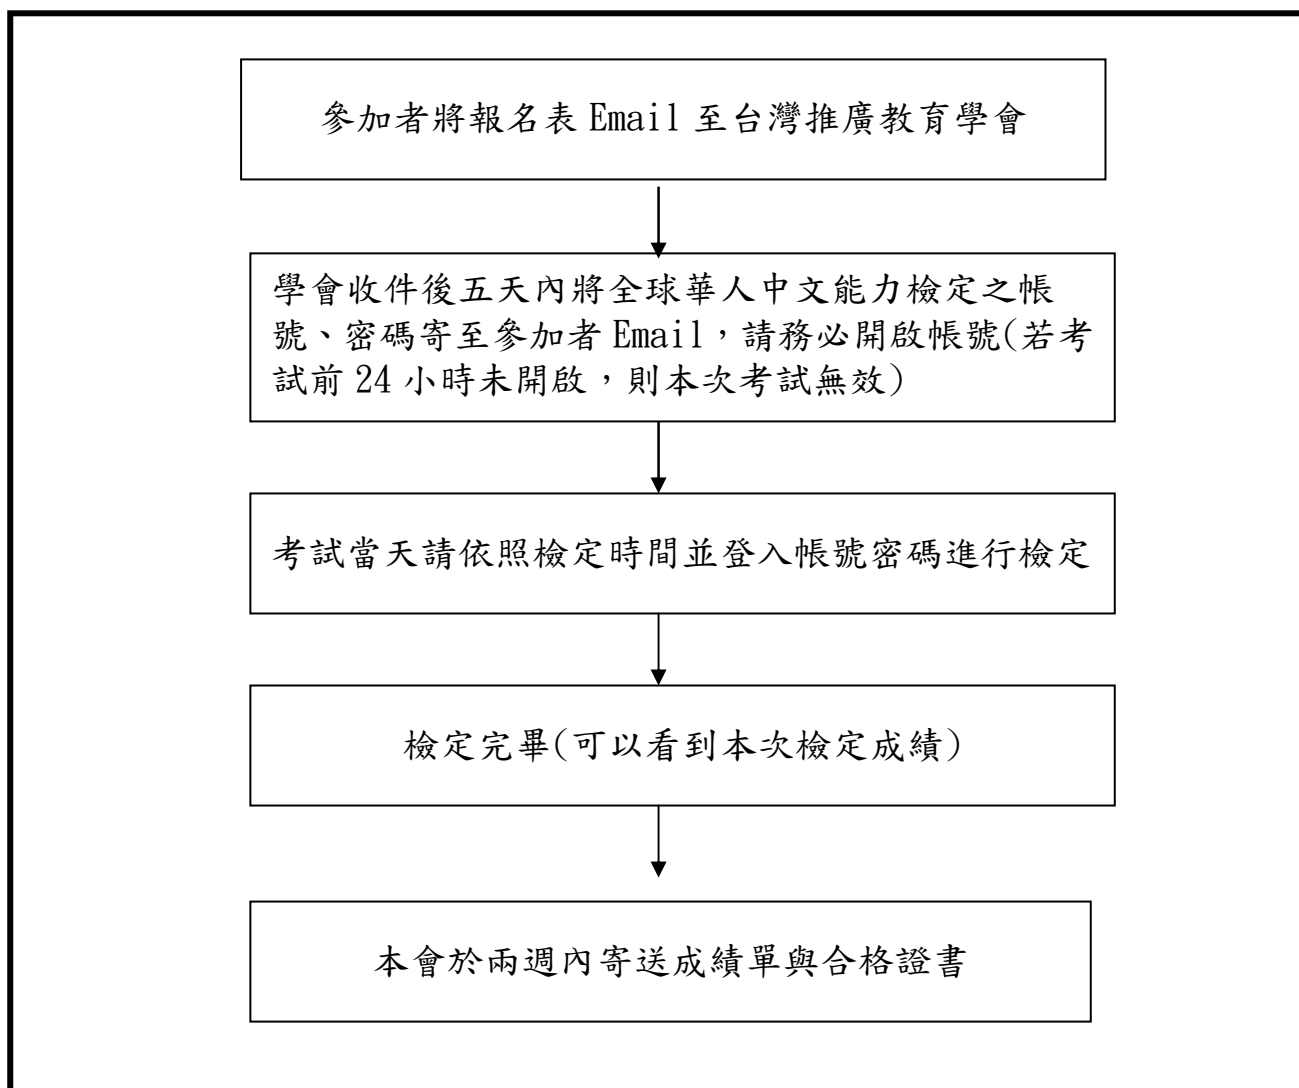 參加者將報名表 Email 至台灣推廣教育學會
學會收件後五天內將全球華人中文能力檢定之帳
號、密碼寄至參加者 Email，請務必開啟帳號(若考
試前 24 小時未開啟，則本次考試無效)
考試當天請依照檢定時間並登入帳號密碼進行檢定
檢定完畢(可以看到本次檢定成績)
本會於兩週內寄送成績單與合格證書